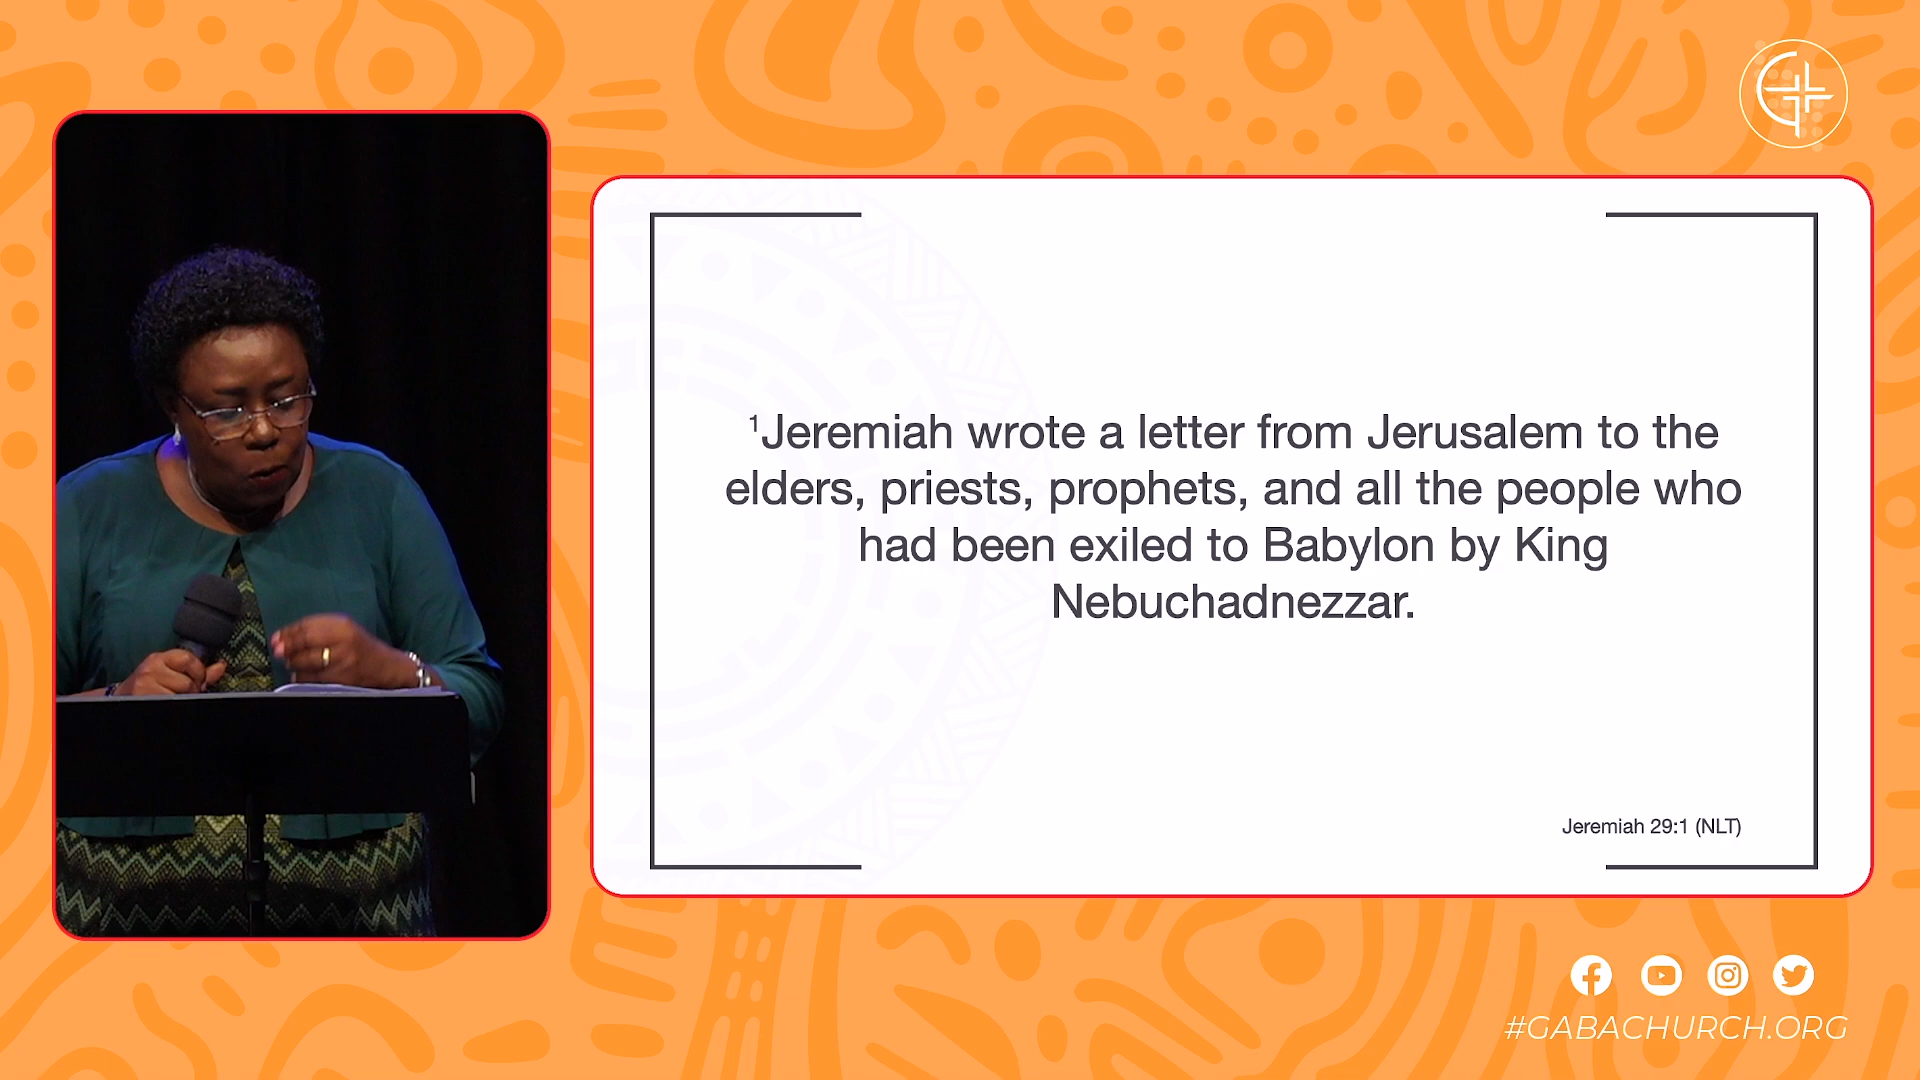 ¹Jeremiah wrote a letter from Jerusalem to the
elders, priests, prophets, and all the people who
had been exiled to Babylon by King
Nebuchadnezzar.
Jeremiah 29:1 (NLT)
#GABACHURCH.ORG